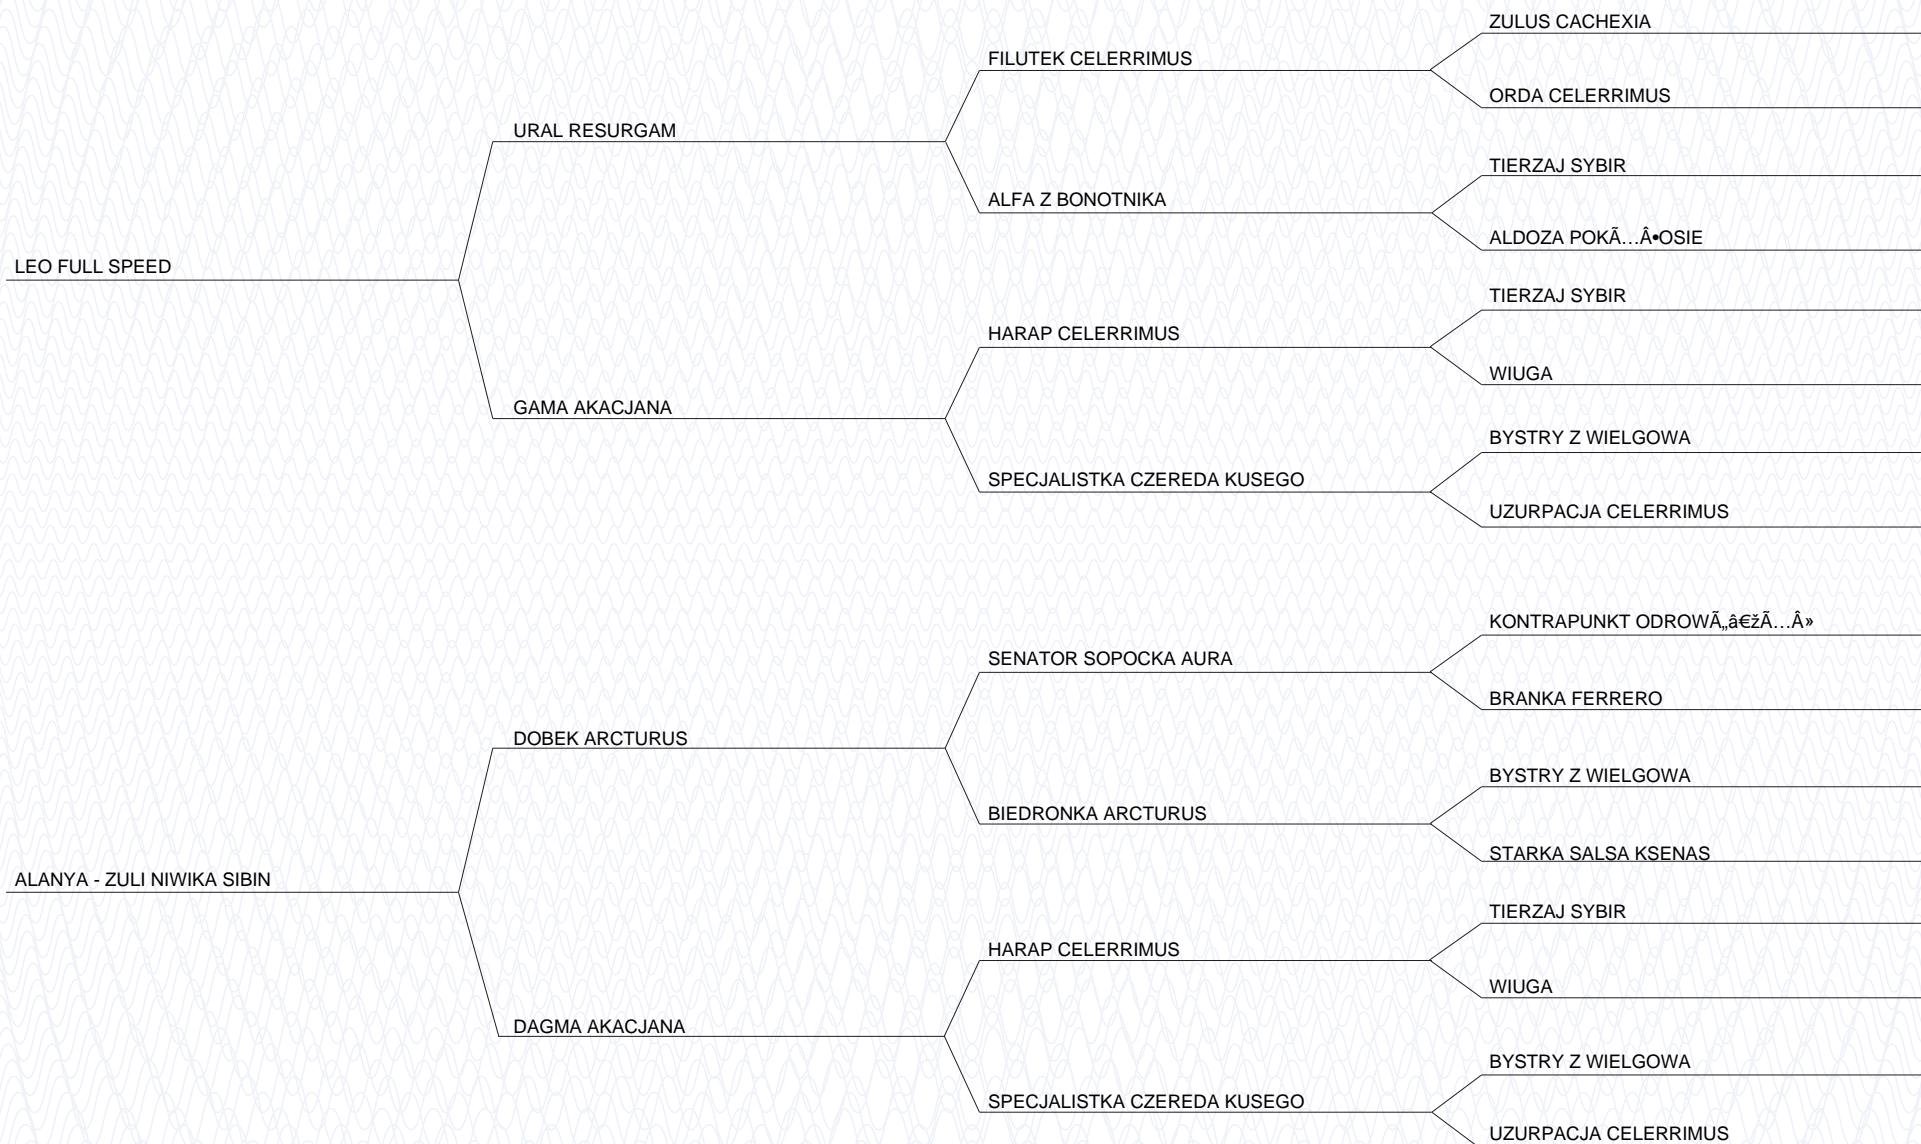 ZULUS CACHEXIA
FILUTEK CELERRIMUS
ORDA CELERRIMUS
URAL RESURGAM
TIERZAJ SYBIR
ALFA Z BONOTNIKA
ALDOZA POKÃ…Â•OSIE
LEO FULL SPEED
TIERZAJ SYBIR
HARAP CELERRIMUS
WIUGA
GAMA AKACJANA
BYSTRY Z WIELGOWA
SPECJALISTKA CZEREDA KUSEGO
UZURPACJA CELERRIMUS
KONTRAPUNKT ODROWÃ„â€žÃ…Â»
SENATOR SOPOCKA AURA
BRANKA FERRERO
DOBEK ARCTURUS
BYSTRY Z WIELGOWA
BIEDRONKA ARCTURUS
STARKA SALSA KSENAS
ALANYA - ZULI NIWIKA SIBIN
TIERZAJ SYBIR
HARAP CELERRIMUS
WIUGA
DAGMA AKACJANA
BYSTRY Z WIELGOWA
SPECJALISTKA CZEREDA KUSEGO
UZURPACJA CELERRIMUS